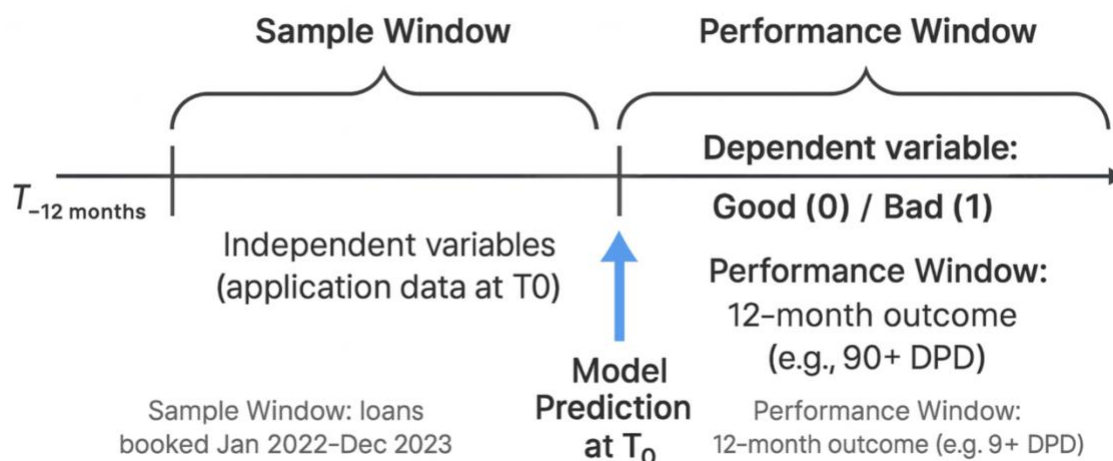 Sample Window
Performance Window
T–12 months
Dependent variable:
Good (0) / Bad (1)
Independent variables
(application data at T0)
Performance Window:
12–month outcome
(e.g., 90+ DPD)
Model
Prediction
at T0
Sample Window: loans
booked Jan 2022–Dec 2023
Performance Window:
12-month outcome (e.g. 9+ DPD)